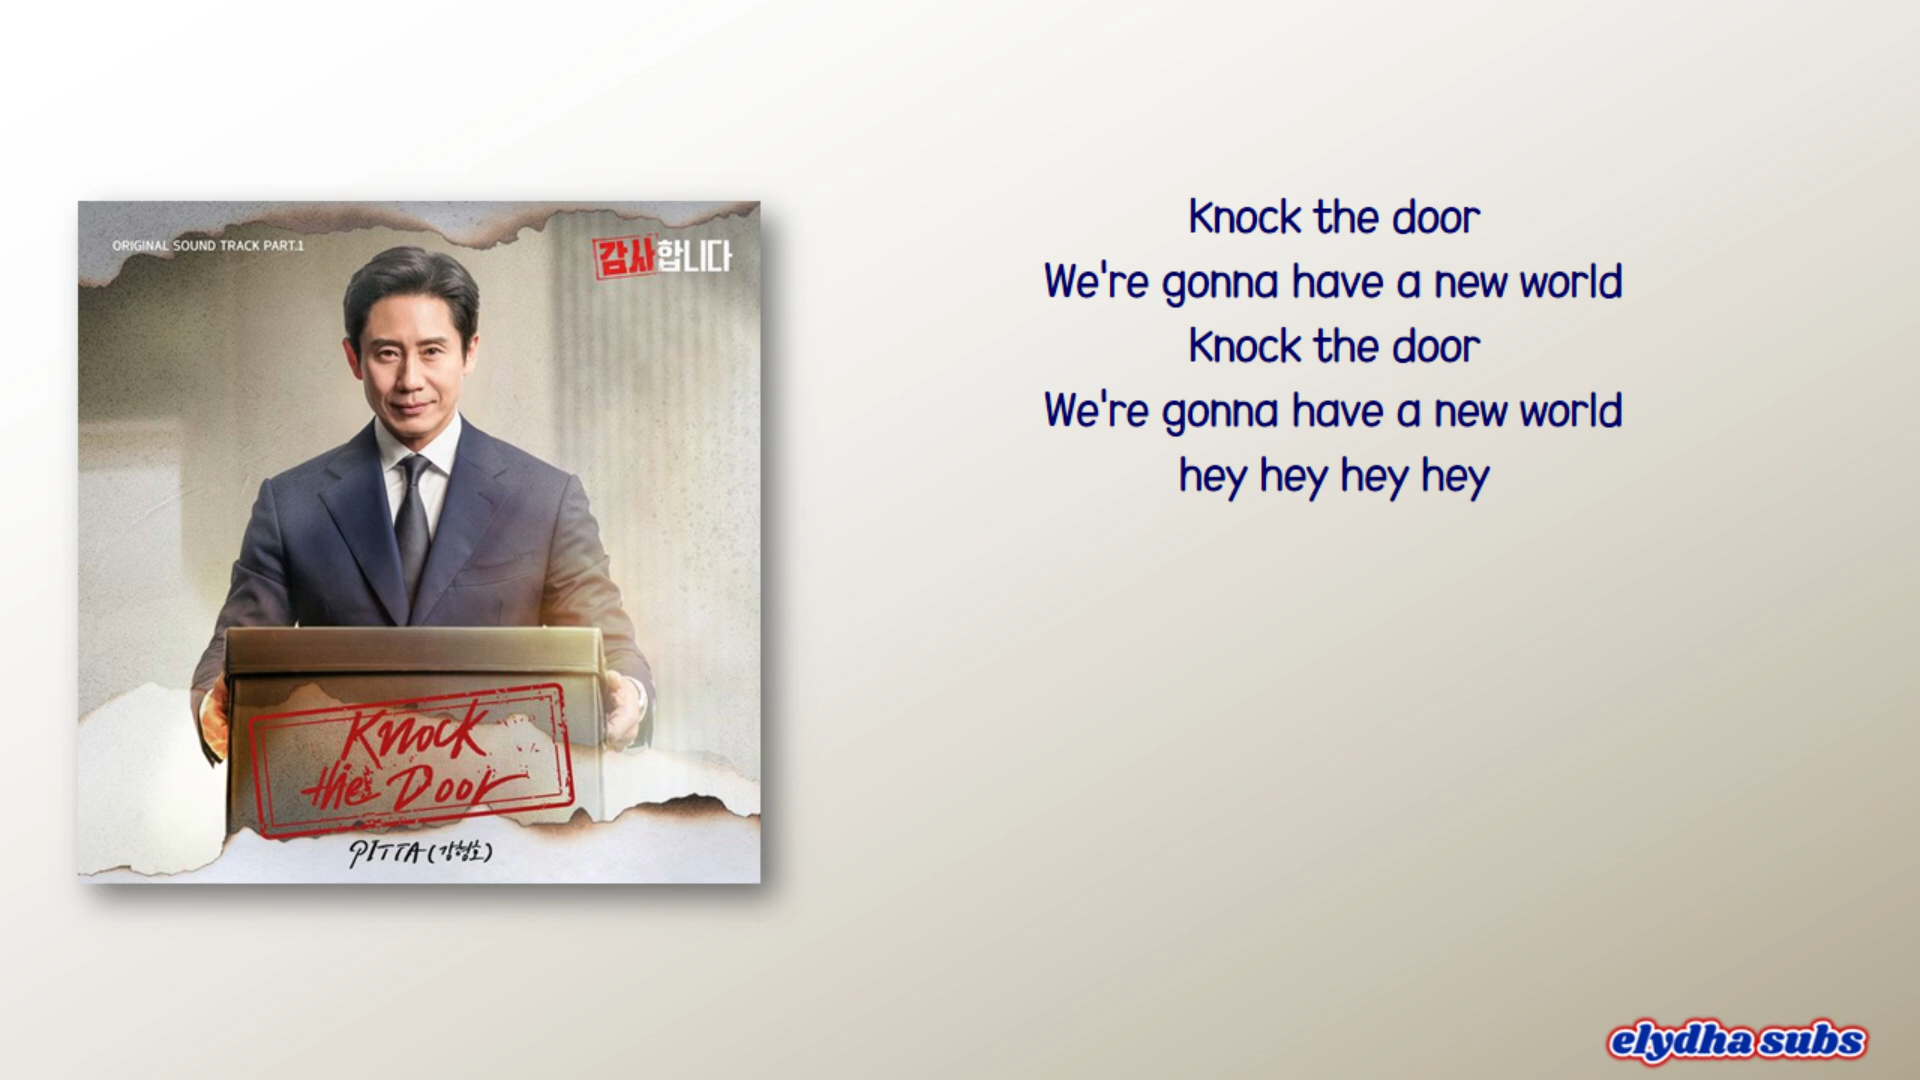 ORIGINAL SOUND TRACK PART.1
감사합니다
Knock
the Door
PITTA (강형호)
Knock the door
We're gonna have a new world
Knock the door
We're gonna have a new world
hey hey hey hey
elydha subs